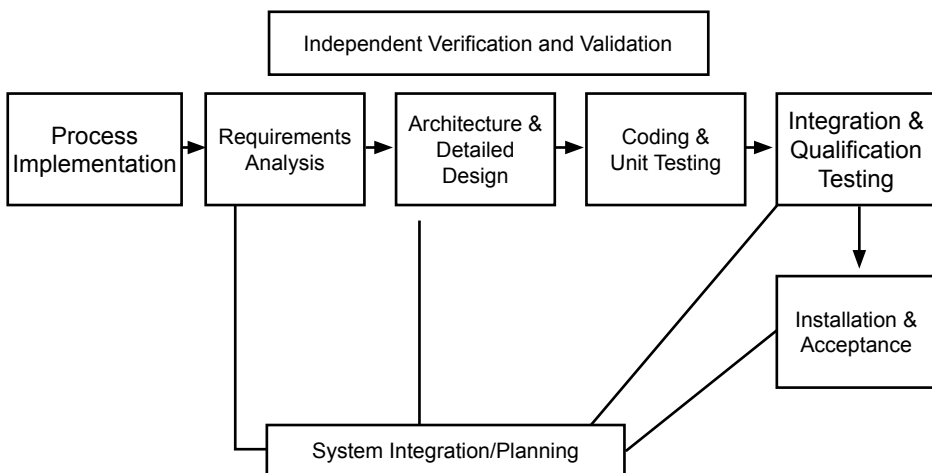 Independent Verification and Validation
Process
Implementation
Requirements
Analysis
Architecture &
Detailed
Design
Coding &
Unit Testing
Integration &
Qualification
Testing
Installation &
Acceptance
System Integration/Planning